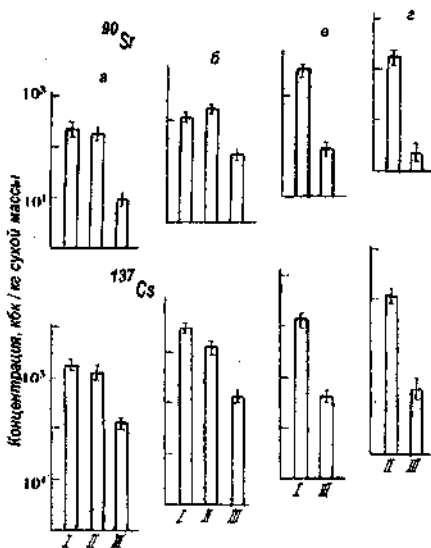 ⁹⁰Sr
а б в г
10³
10¹
Концентрация, кбк / кг сухой массы
¹³⁷Cs
10³
10¹
I II III I II III I III II III